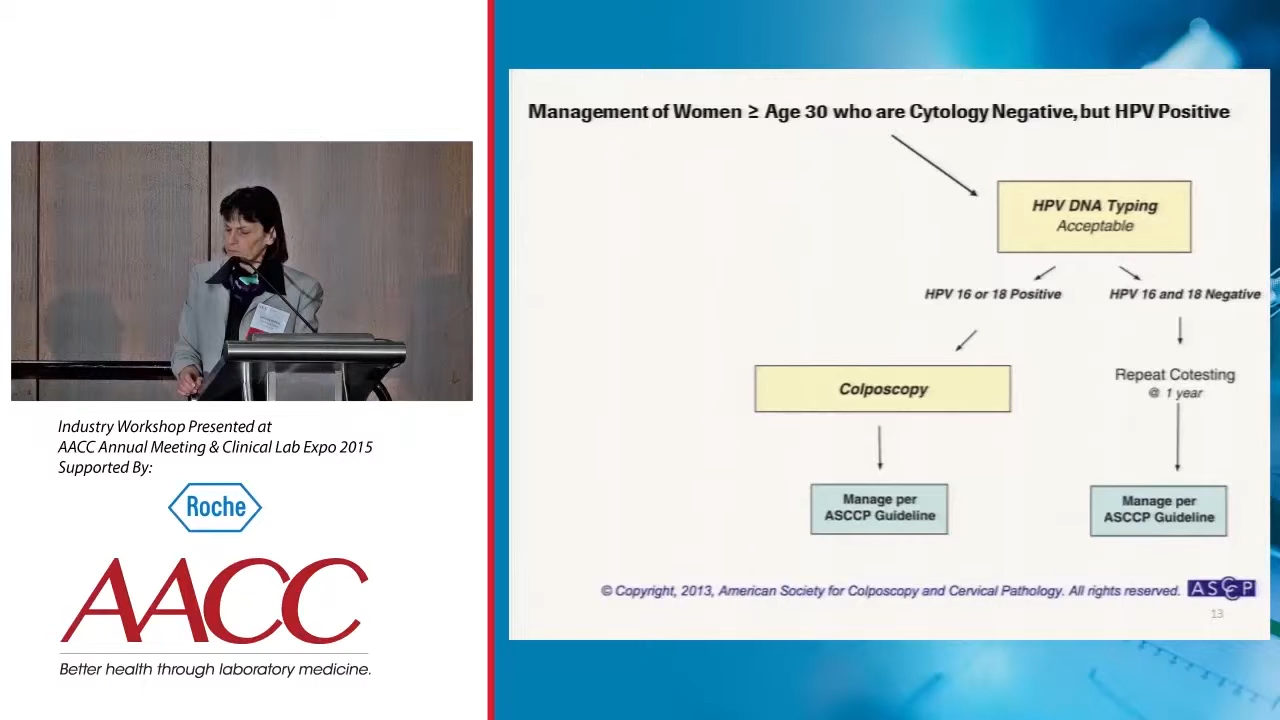 Industry Workshop Presented at
AACC Annual Meeting & Clinical Lab Expo 2015
Supported By:
Roche
AACC
Better health through laboratory medicine.
Management of Women ≥ Age 30 who are Cytology Negative, but HPV Positive
HPV DNA Typing
Acceptable
HPV 16 or 18 Positive
HPV 16 and 18 Negative
Colposcopy
Repeat Cotesting
@ 1 year
Manage per
ASCCP Guideline
Manage per
ASCCP Guideline
© Copyright, 2013, American Society for Colposcopy and Cervical Pathology. All rights reserved.
ASCCP
13